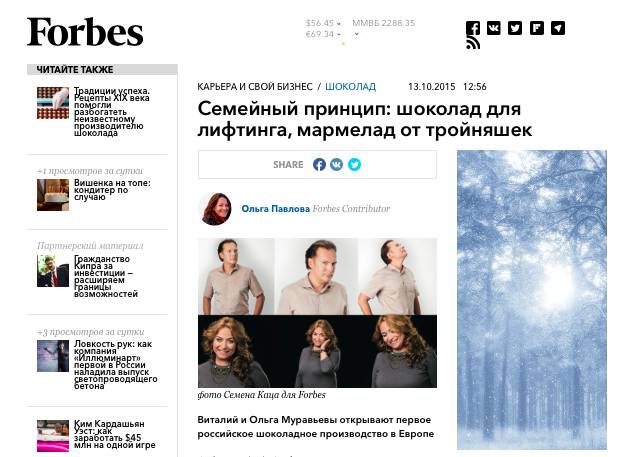 Forbes
$56.45
ММВБ 2288.35
€69.34
ЧИТАЙТЕ ТАКЖЕ
Традиции успеха.
Рецепты XIX века
помогли
разбогатеть
неизвестному
производителю
шоколада
+1 просмотров за сутки
Вишенка на топе:
кондитер по
случаю
Партнерский материал
Гражданство
Кипра за
инвестиции —
расширяем
границы
возможностей
+3 просмотров за сутки
Ловкость рук: как
компания
«Иллюминарт»
первой в России
наладила выпуск
светопроводящего
бетона
Ким Кардашьян
Уэст: как
заработать $45
млн на одной игре
КАРЬЕРА И СВОЙ БИЗНЕС / ШОКОЛАД 13.10.2015 12:56
Семейный принцип: шоколад для
лифтинга, мармелад от тройняшек
SHARE
Ольга Павлова Forbes Contributor
фото Семена Каца для Forbes
Виталий и Ольга Муравьевы открывают первое
российское шоколадное производство в Европе